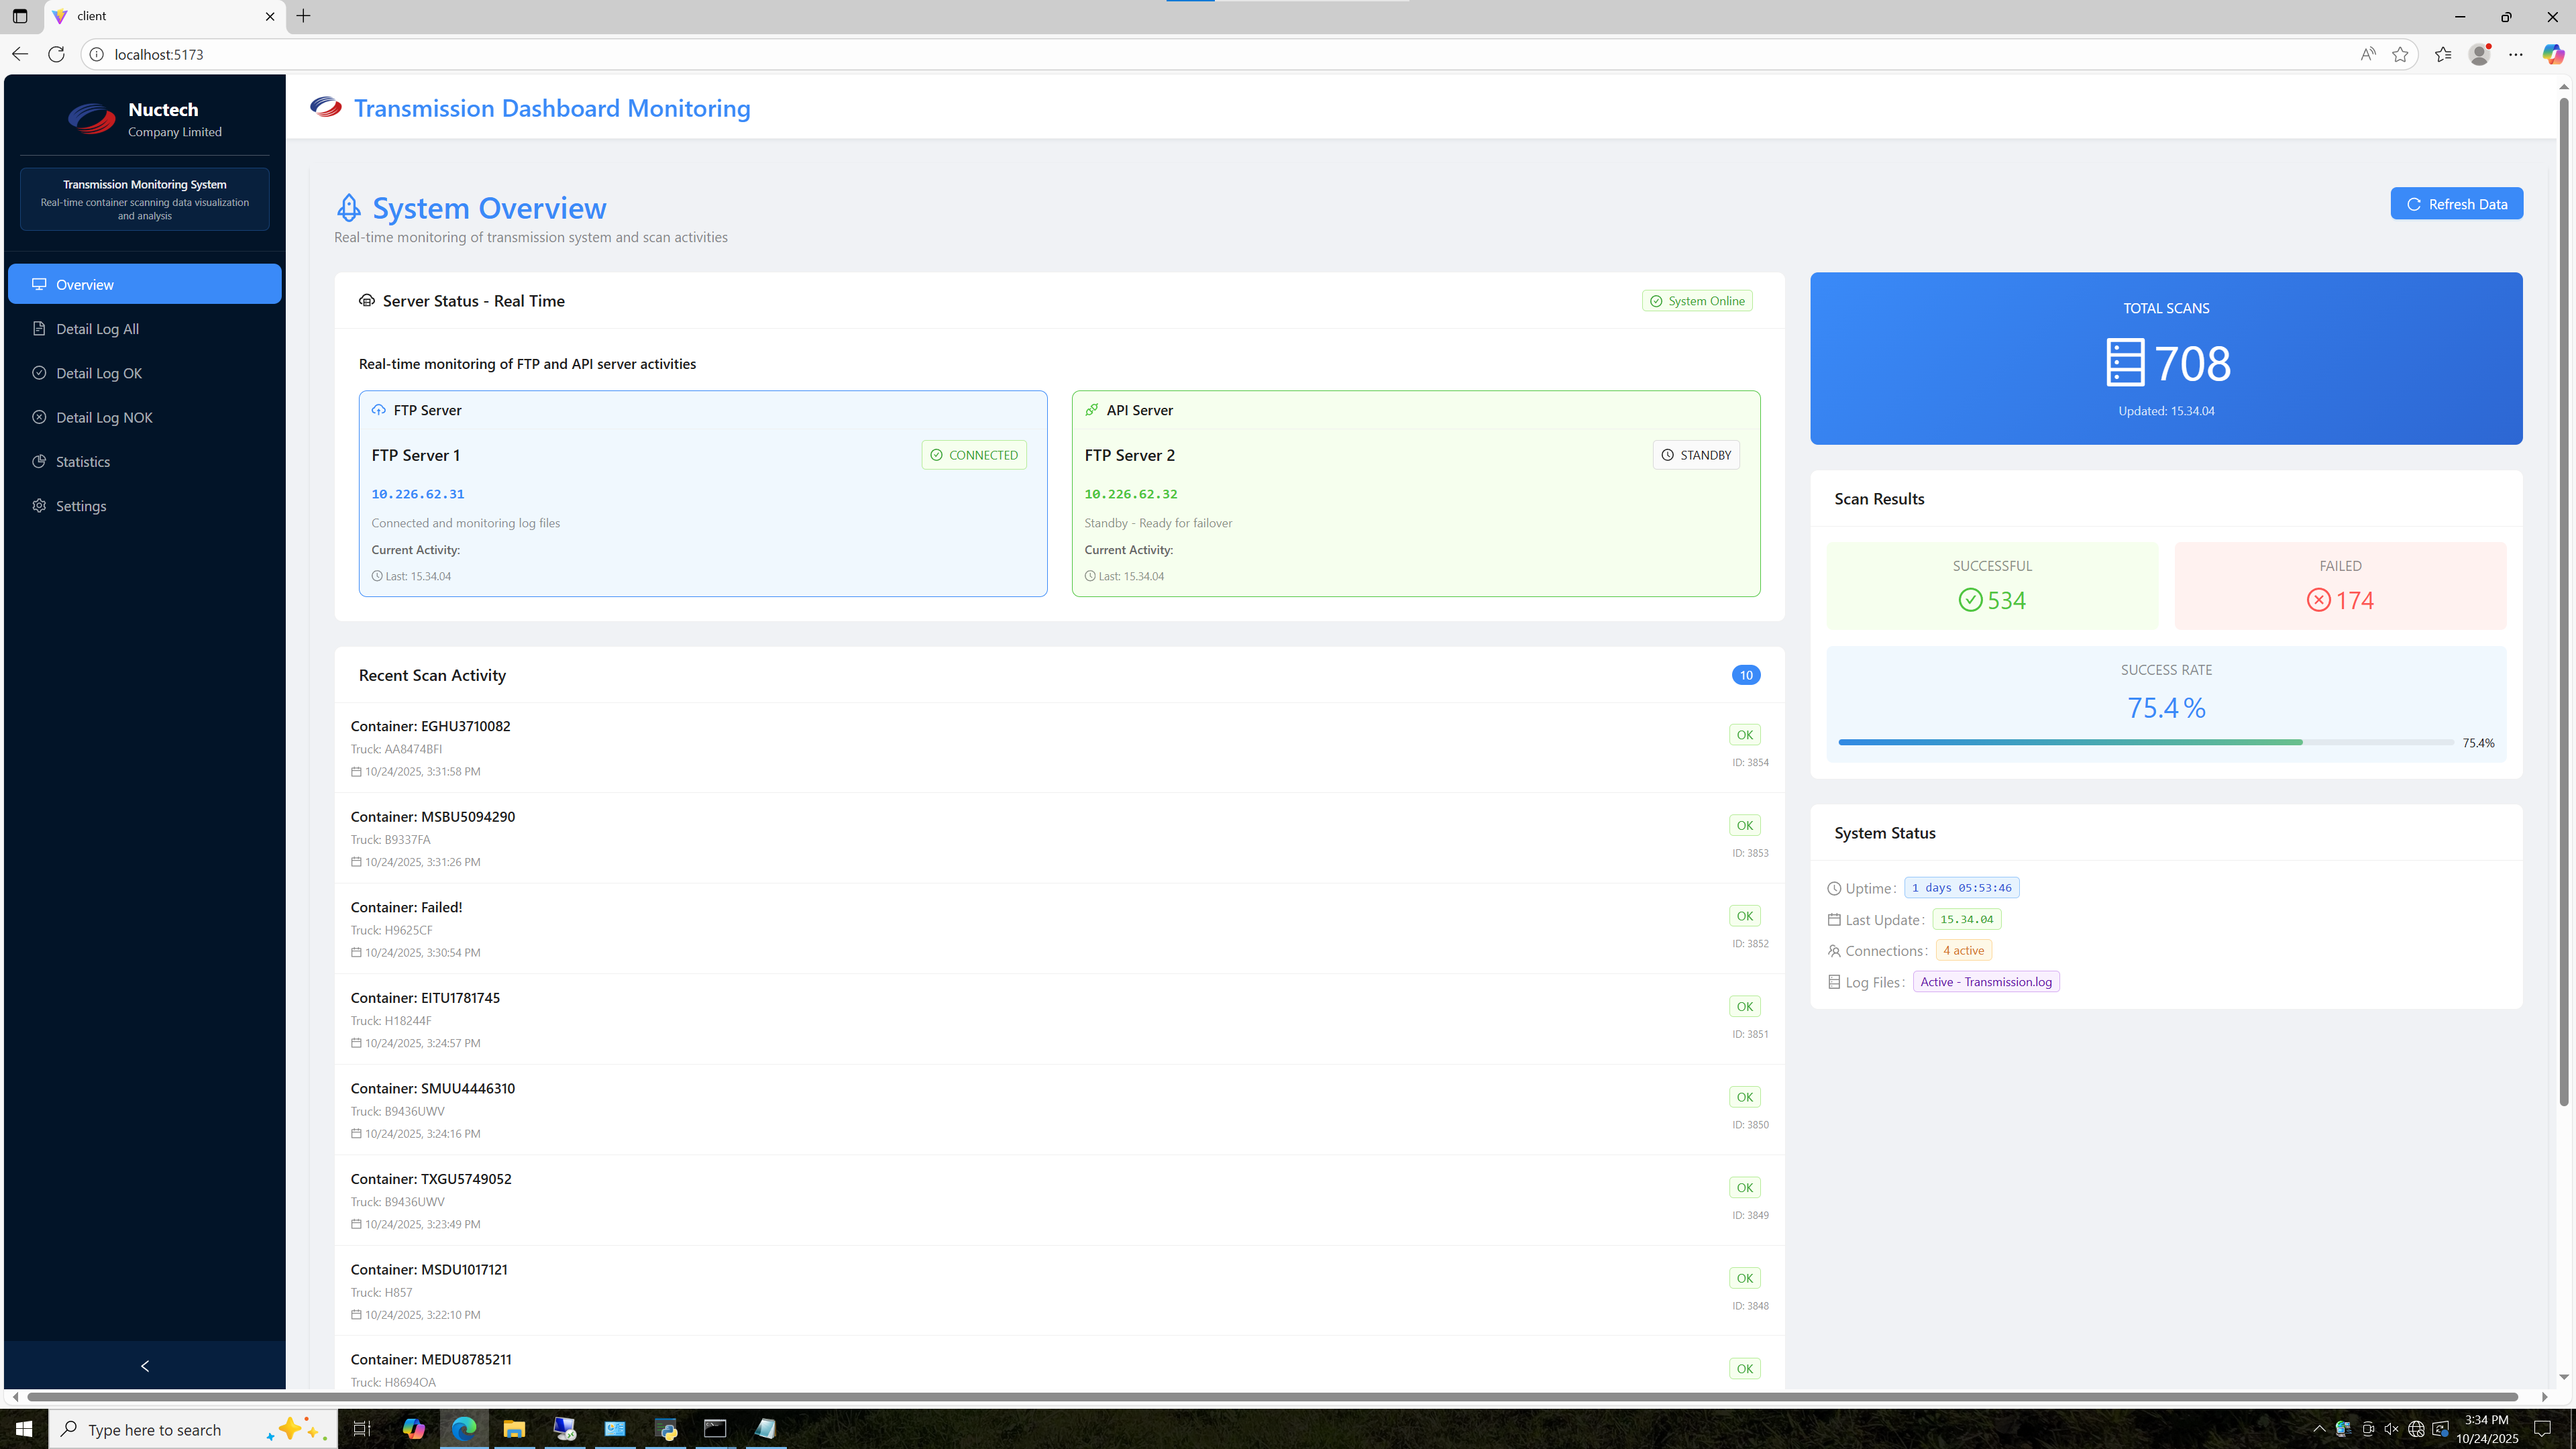 client
localhost:5173
Nuctech
Company Limited
Transmission Monitoring System
Real-time container scanning data visualization
and analysis
Overview
Detail Log All
Detail Log OK
Detail Log NOK
Statistics
Settings
Transmission Dashboard Monitoring
System Overview
Real-time monitoring of transmission system and scan activities
Refresh Data
Server Status - Real Time
System Online
Real-time monitoring of FTP and API server activities
FTP Server
FTP Server 1
CONNECTED
10.226.62.31
Connected and monitoring log files
Current Activity:
Last: 15.34.04
API Server
FTP Server 2
STANDBY
10.226.62.32
Standby - Ready for failover
Current Activity:
Last: 15.34.04
Recent Scan Activity
10
Container: EGHU3710082
Truck: AA8474BFI
10/24/2025, 3:31:58 PM
OK
ID: 3854
Container: MSBU5094290
Truck: B9337FA
10/24/2025, 3:31:26 PM
OK
ID: 3853
Container: Failed!
Truck: H9625CF
10/24/2025, 3:30:54 PM
OK
ID: 3852
Container: EITU1781745
Truck: H18244F
10/24/2025, 3:24:57 PM
OK
ID: 3851
Container: SMUU4446310
Truck: B9436UWV
10/24/2025, 3:24:16 PM
OK
ID: 3850
Container: TXGU5749052
Truck: B9436UWV
10/24/2025, 3:23:49 PM
OK
ID: 3849
Container: MSDU1017121
Truck: H857
10/24/2025, 3:22:10 PM
OK
ID: 3848
Container: MEDU8785211
Truck: H8694OA
OK
TOTAL SCANS
708
Updated: 15.34.04
Scan Results
SUCCESSFUL
534
FAILED
174
SUCCESS RATE
75.4%
75.4%
System Status
Uptime: 1 days 05:53:46
Last Update: 15.34.04
Connections: 4 active
Log Files: Active - Transmission.log
Type here to search
3:34 PM
10/24/2025